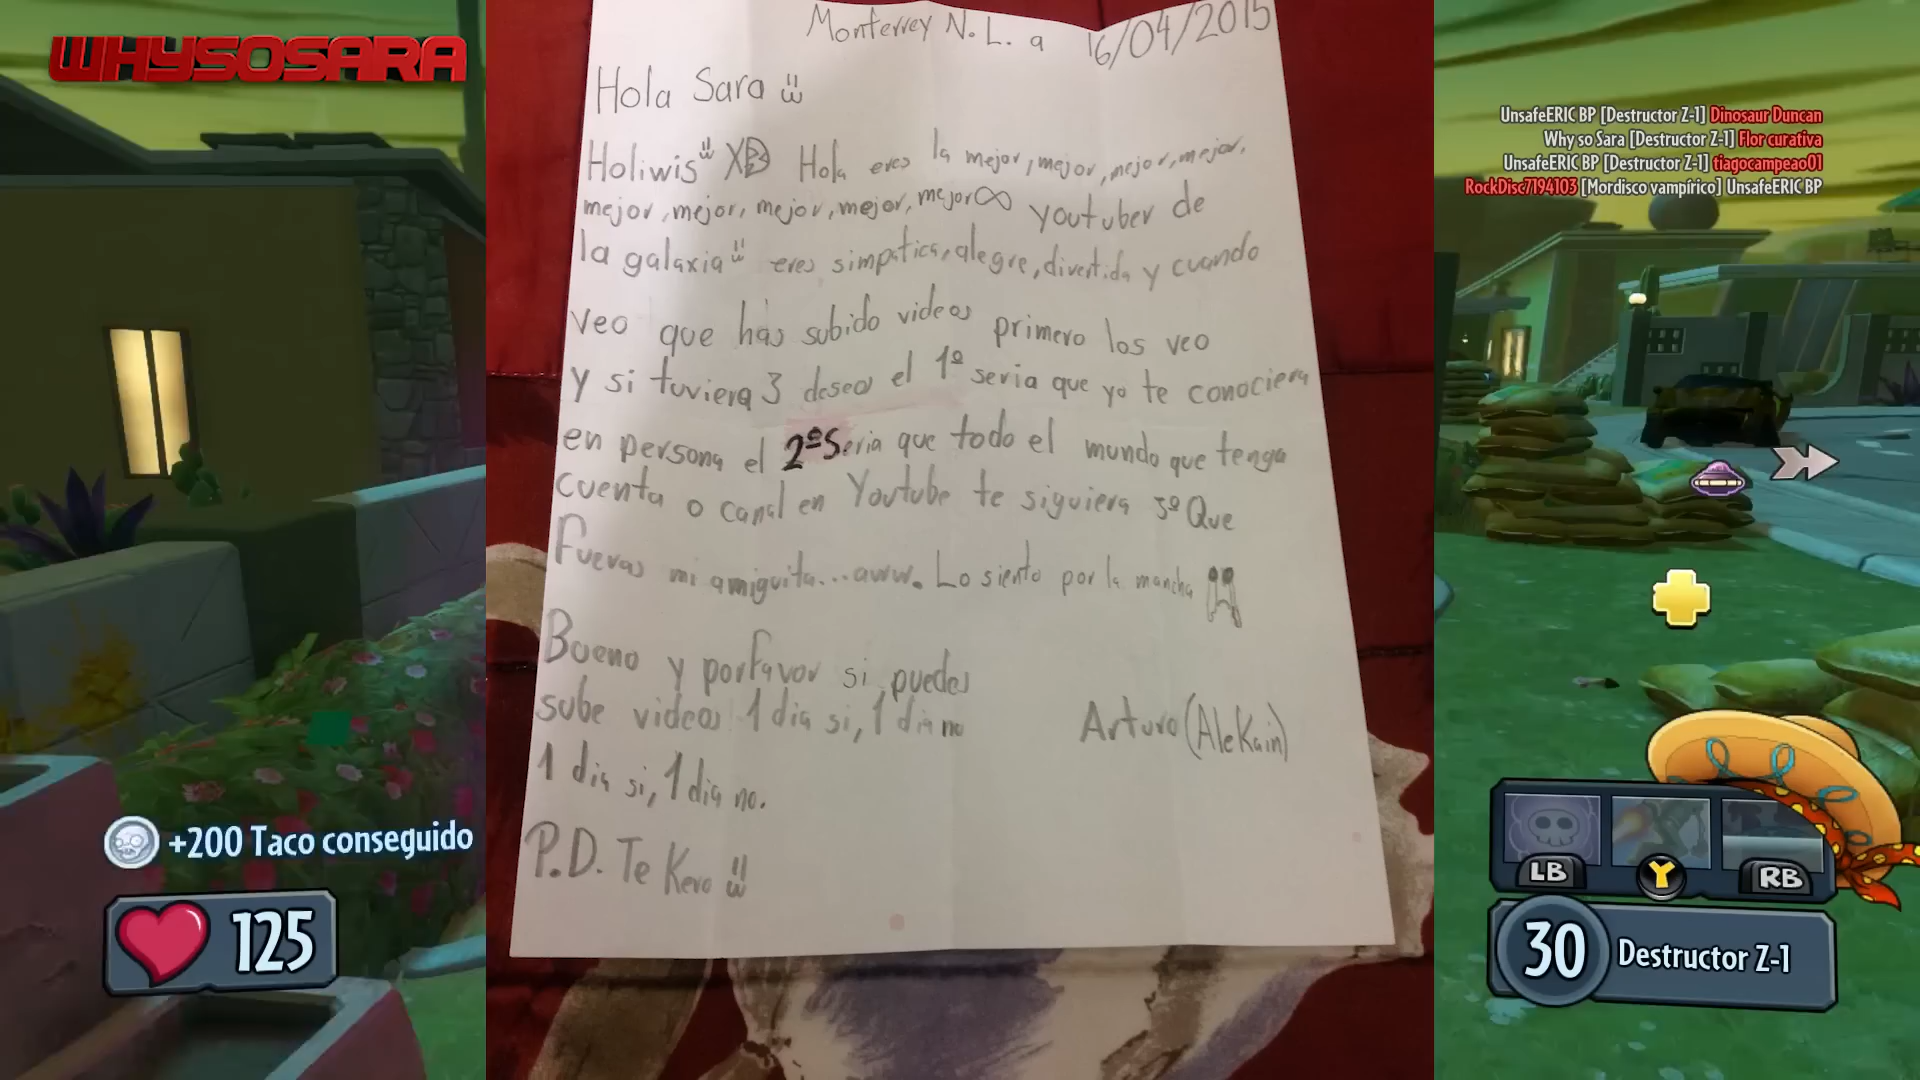 WHYSOSARA
Monterrey N.L. a 16/04/2015
Hola Sara
Holiwis XD Hola eres la mejor, mejor, mejor, mejor,
mejor, mejor, mejor, mejor, mejor∞ youtuber de
la galaxia eres simpatica, alegre, divertida y cuando
veo que has subido videos primero los veo
y si tuviera 3 deseos el 1º seria que yo te conociera
en persona el 2º Seria que todo el mundo que tenga
cuenta o canal en Youtube te siguiera 3º Que
Fueras mi amiguita...aww. Lo siento por la mancha
Bueno y porfavor si puedes
sube videos 1 dia si, 1 dia no
1 dia si, 1 dia no.
Arturo (AleKain)
P.D. Te Kero
UnsafeERIC BP [Destructor Z-1] Dinosaur Duncan
Why so Sara [Destructor Z-1] Flor curativa
UnsafeERIC BP [Destructor Z-1] tiagocampeao01
RockDisc7194103 [Mordisco vampírico] UnsafeERIC BP
+200 Taco conseguido
125
LB Y RB
30 Destructor Z-1